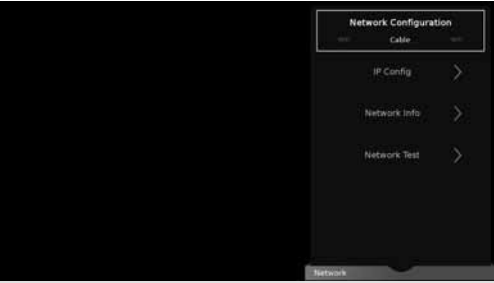 Network Configuration
Cable
IP Config
Network Info
Network Test
Network